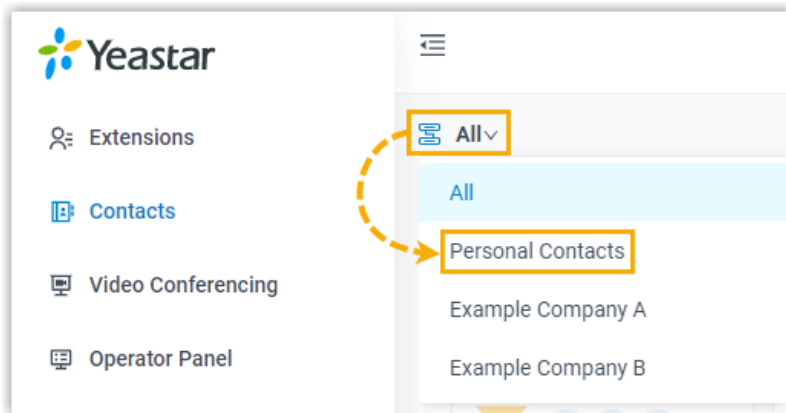 Yeastar
Extensions
Contacts
Video Conferencing
Operator Panel
All
All
Personal Contacts
Example Company A
Example Company B